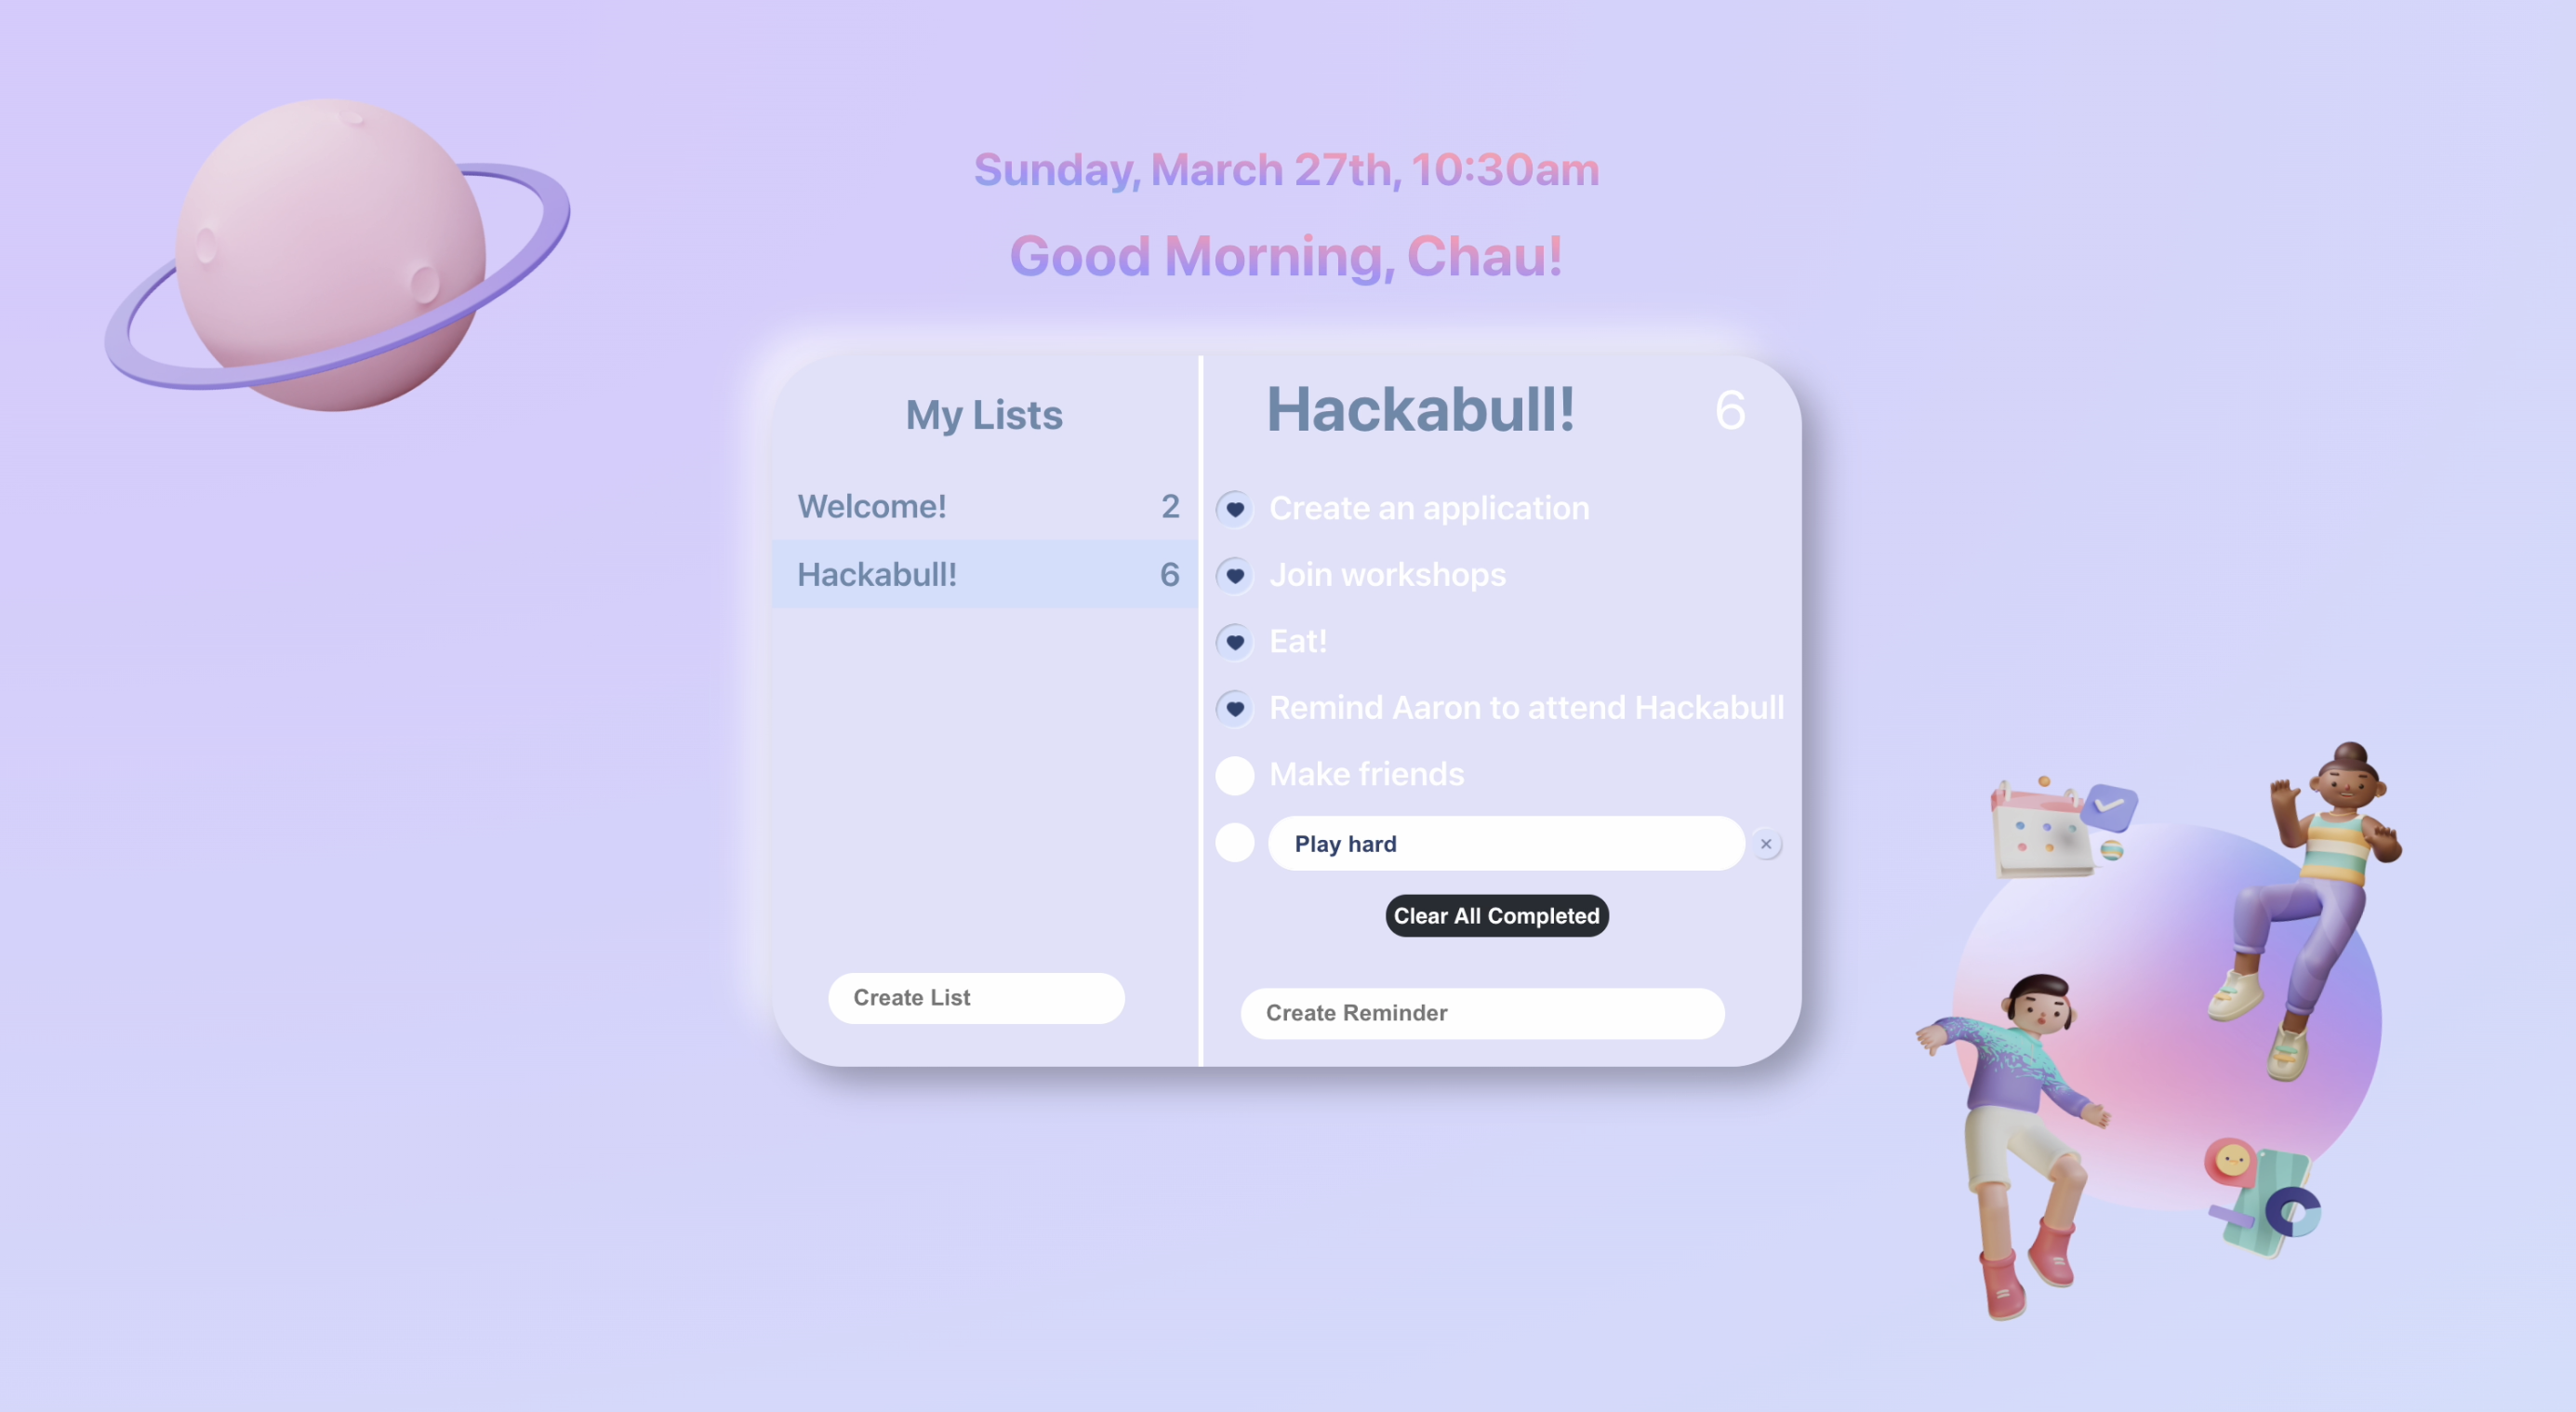 Sunday, March 27th, 10:30am
Good Morning, Chau!
My Lists
Welcome! 2
Hackabull! 6
Create List
Hackabull! 6
Create an application
Join workshops
Eat!
Remind Aaron to attend Hackabull
Make friends
Play hard
Clear All Completed
Create Reminder